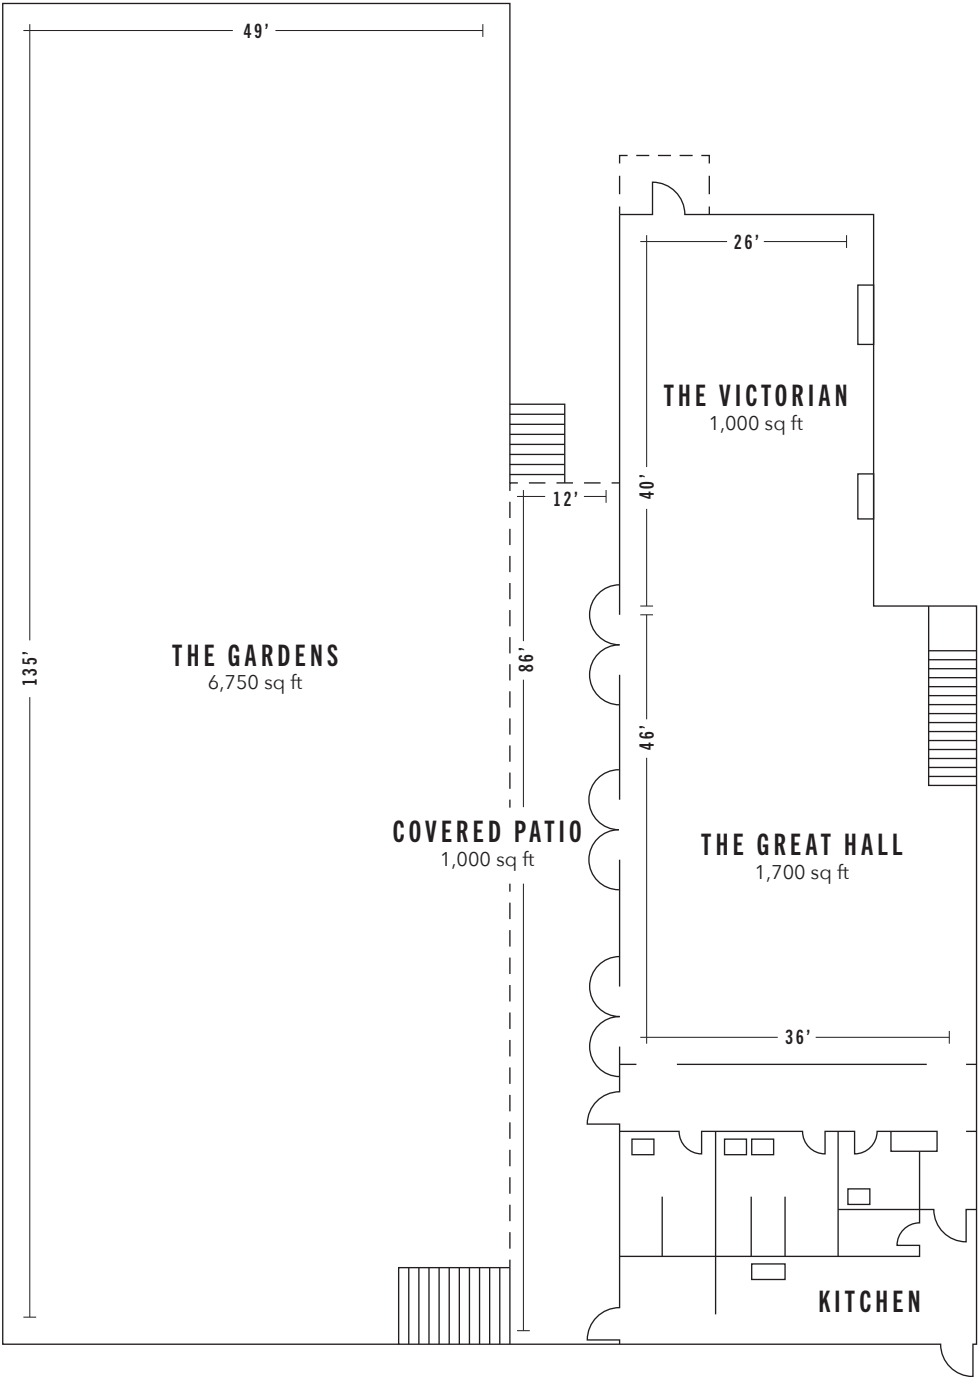 49’
26’
THE VICTORIAN
1,000 sq ft
40’
12’
THE GARDENS
6,750 sq ft
135’
86’
46’
COVERED PATIO
1,000 sq ft
THE GREAT HALL
1,700 sq ft
36’
KITCHEN